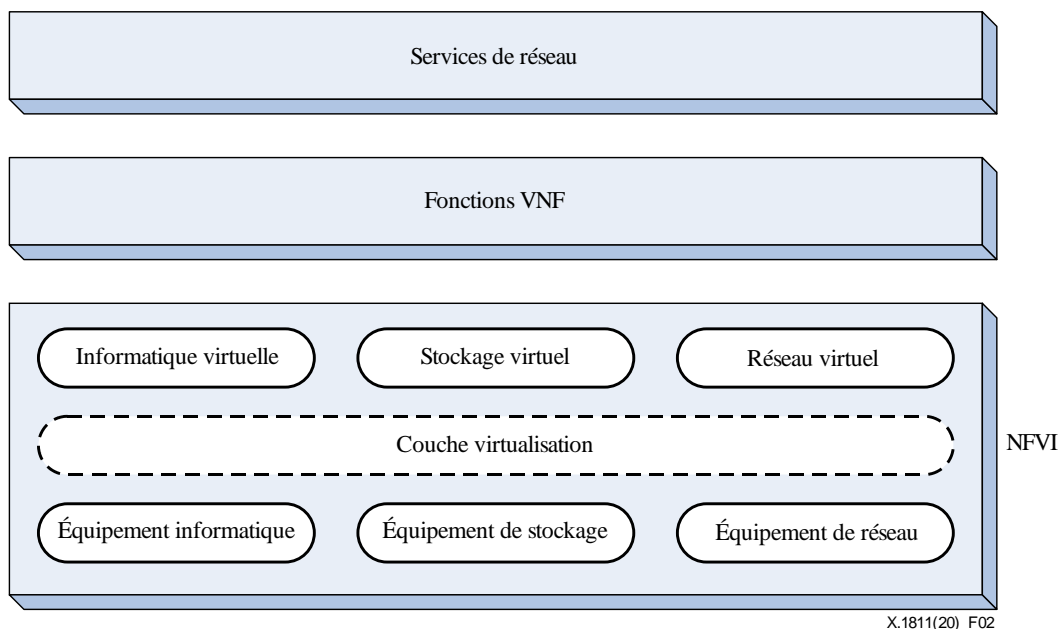 Services de réseau
Fonctions VNF
Informatique virtuelle
Stockage virtuel
Réseau virtuel
Couche virtualisation
NFVI
Équipement informatique
Équipement de stockage
Équipement de réseau
X.1811(20)_F02